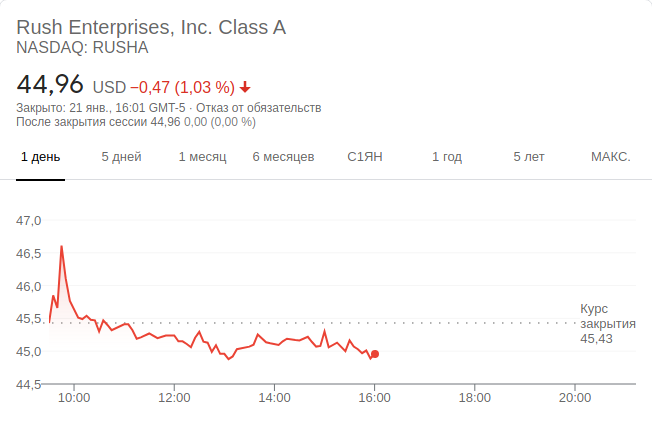 Rush Enterprises, Inc. Class A
NASDAQ: RUSHA
44,96 USD −0,47 (1,03 %)
Закрыто: 21 янв., 16:01 GMT-5 · Отказ от обязательств
После закрытия сессии 44,96 0,00 (0,00 %)
1 день 5 дней 1 месяц 6 месяцев С1ЯН 1 год 5 лет МАКС.
47,0
46,5
46,0
45,5
45,0
44,5
Курс
закрытия
45,43
10:00 12:00 14:00 16:00 18:00 20:00